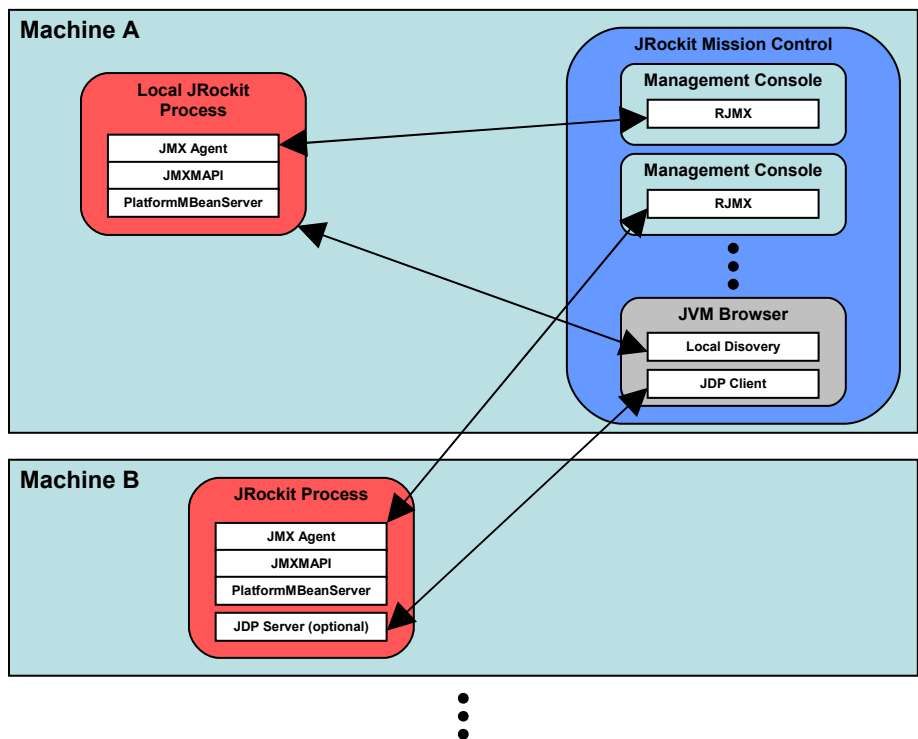 Machine A
Local JRockit
Process
JMX Agent
JMXMAPI
PlatformMBeanServer
JRockit Mission Control
Management Console
RJMX
Management Console
RJMX
JVM Browser
Local Disovery
JDP Client
Machine B
JRockit Process
JMX Agent
JMXMAPI
PlatformMBeanServer
JDP Server (optional)